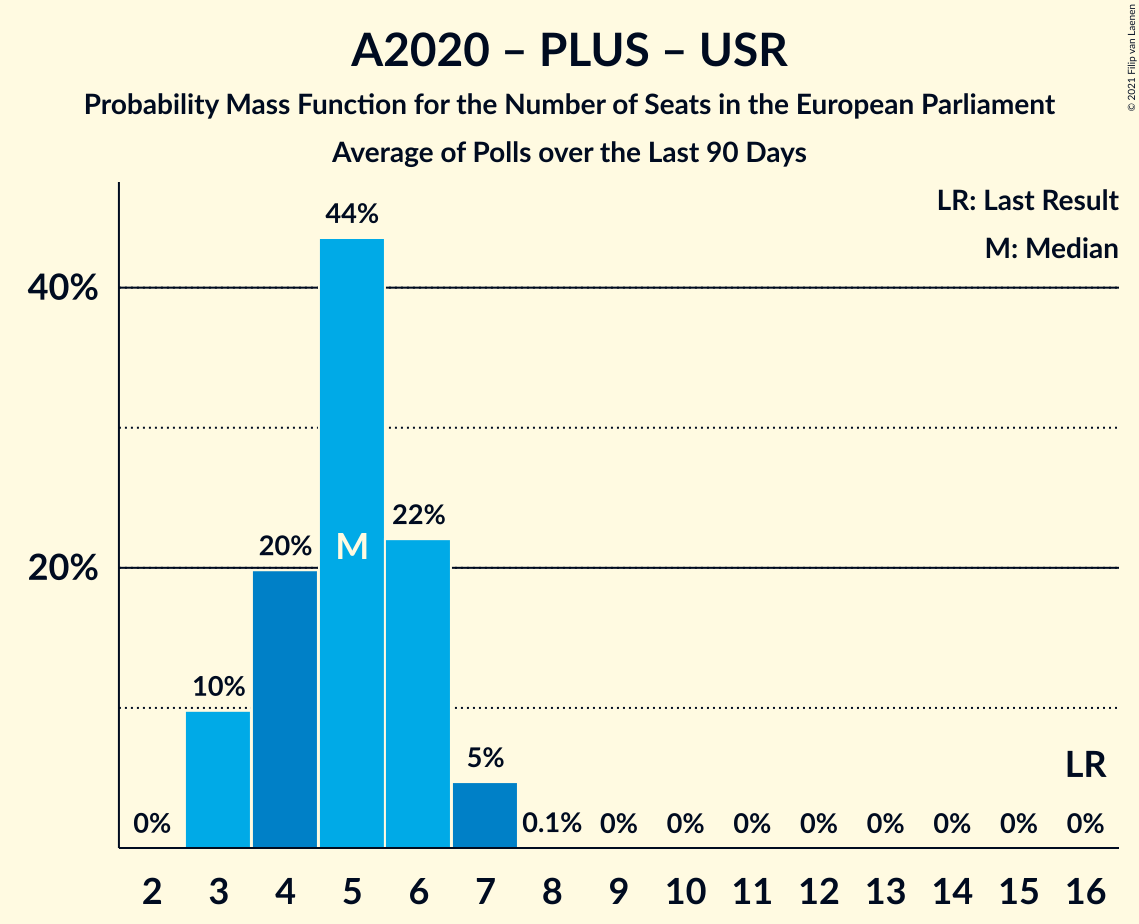 A2020 – PLUS – USR
Probability Mass Function for the Number of Seats in the European Parliament
Average of Polls over the Last 90 Days
© 2021 Filip van Laenen
LR: Last Result
M: Median
44%
40%
22%
20%
M
20%
10%
5%
LR
0%
0.1%
0%
0%
0%
0%
0%
0%
0%
0%
2 3 4 5 6 7 8 9 10 11 12 13 14 15 16